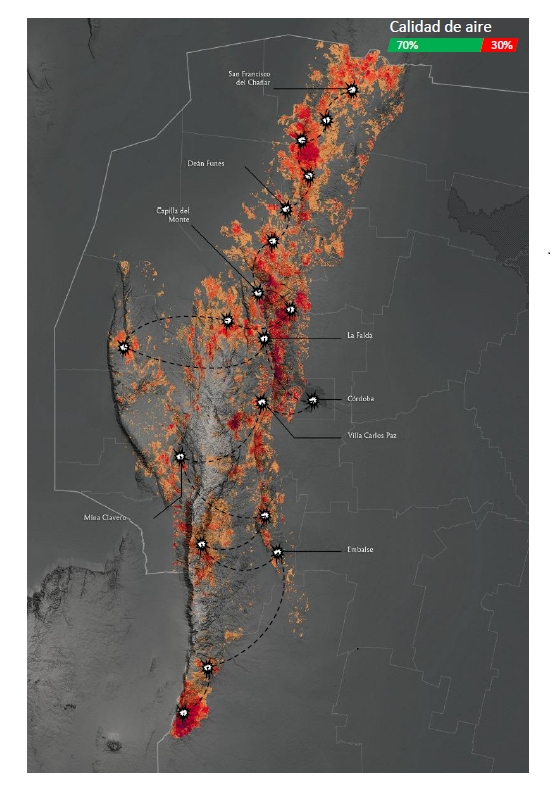 Calidad de aire
70% 30%
San Francisco
del Chañar
Deán Funes
Capilla del
Monte
La Falda
Córdoba
Villa Carlos Paz
Mina Clavero
Embalse